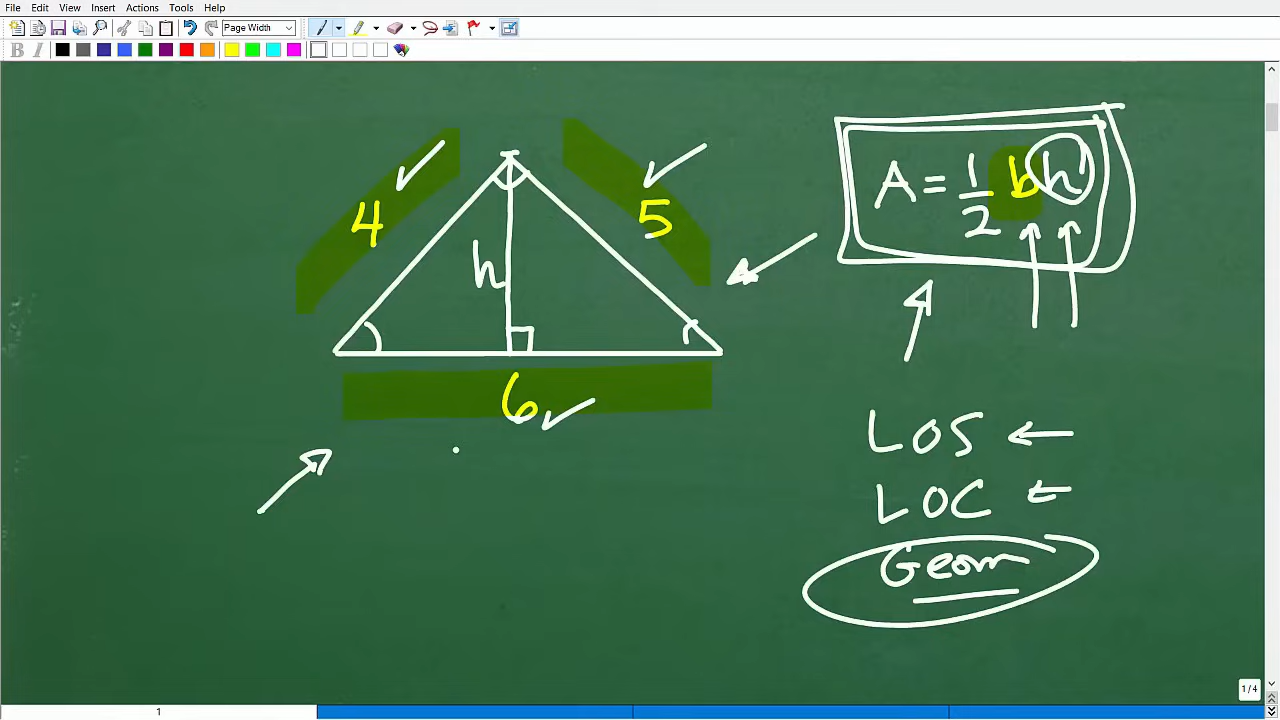 File Edit View Insert Actions Tools Help
Page Width
B I
4
5
h
6
A = 1/2 b h
LOS ←
LOC ←
Geom
1/4
1